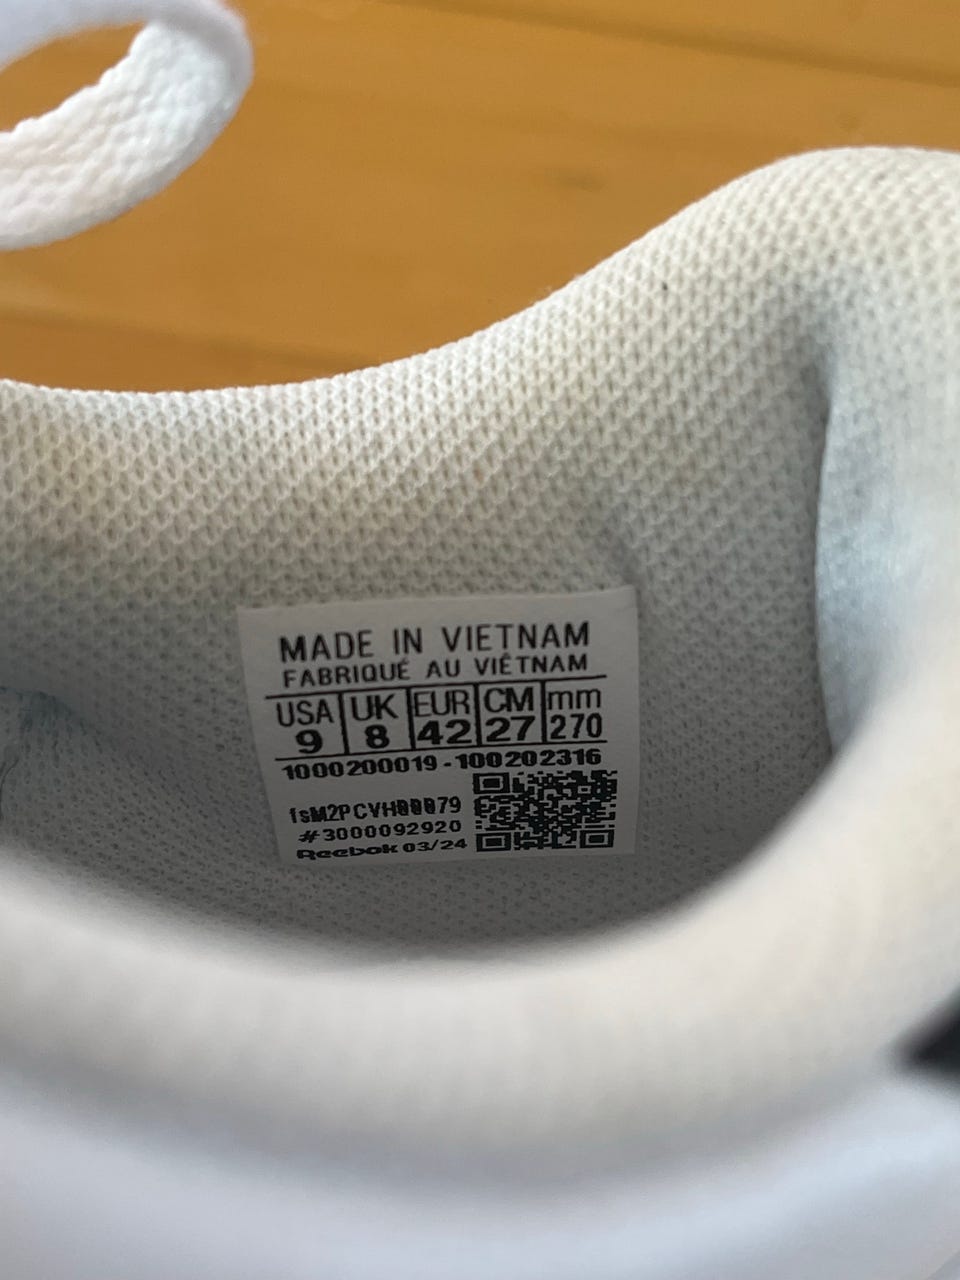 MADE IN VIETNAM
FABRIQUÉ AU VIÊTNAM
USA UK EUR CM mm
9 8 42 27 270
1000200019 - 100202316
#3000092920
Reebok 03/24